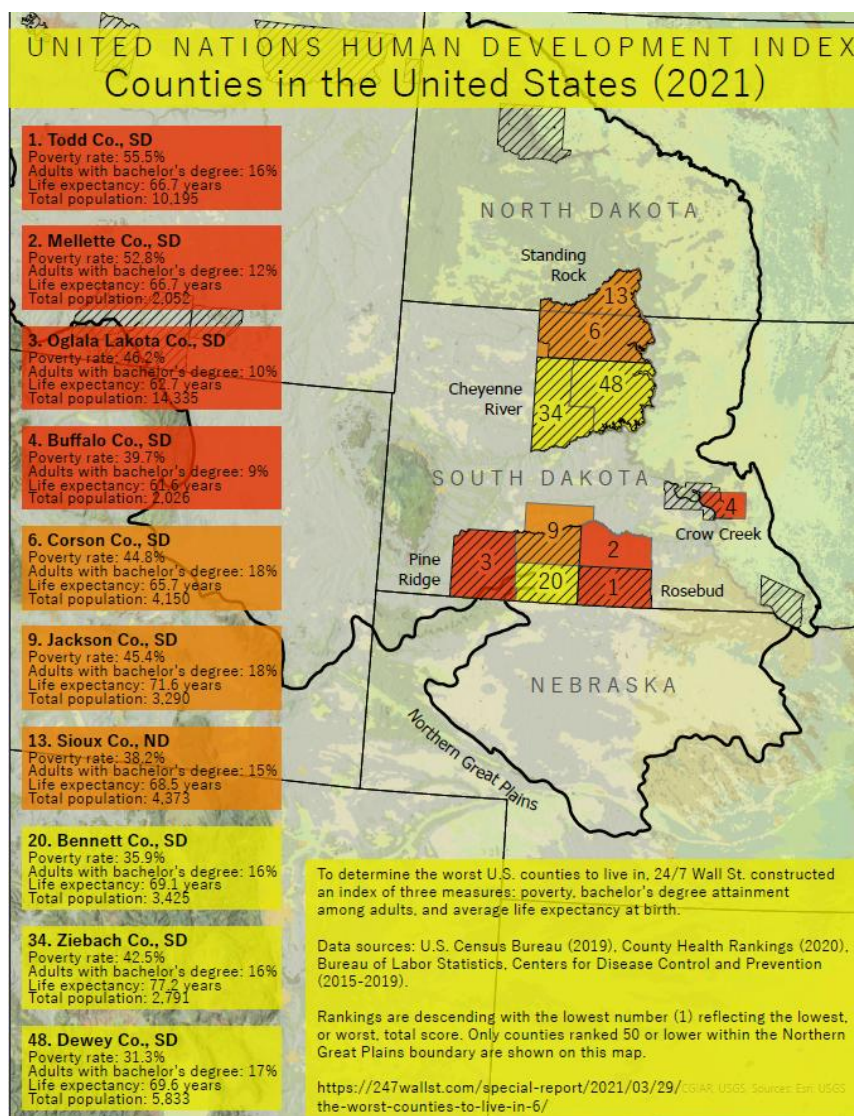 UNITED NATIONS HUMAN DEVELOPMENT INDEX
Counties in the United States (2021)
1. Todd Co., SD
Poverty rate: 55.5%
Adults with bachelor's degree: 16%
Life expectancy: 66.7 years
Total population: 10,195
2. Mellette Co., SD
Poverty rate: 52.8%
Adults with bachelor's degree: 12%
Life expectancy: 66.7 years
Total population: 2,052
3. Oglala Lakota Co., SD
Poverty rate: 46.2%
Adults with bachelor's degree: 10%
Life expectancy: 62.7 years
Total population: 14,335
4. Buffalo Co., SD
Poverty rate: 39.7%
Adults with bachelor's degree: 9%
Life expectancy: 61.6 years
Total population: 2,026
6. Corson Co., SD
Poverty rate: 44.8%
Adults with bachelor's degree: 18%
Life expectancy: 65.7 years
Total population: 4,150
9. Jackson Co., SD
Poverty rate: 45.4%
Adults with bachelor's degree: 18%
Life expectancy: 71.6 years
Total population: 3,290
13. Sioux Co., ND
Poverty rate: 38.2%
Adults with bachelor's degree: 15%
Life expectancy: 68.5 years
Total population: 4,373
20. Bennett Co., SD
Poverty rate: 35.9%
Adults with bachelor's degree: 16%
Life expectancy: 69.1 years
Total population: 3,425
34. Ziebach Co., SD
Poverty rate: 42.5%
Adults with bachelor's degree: 16%
Life expectancy: 77.2 years
Total population: 2,791
48. Dewey Co., SD
Poverty rate: 31.3%
Adults with bachelor's degree: 17%
Life expectancy: 69.6 years
Total population: 5,833
NORTH DAKOTA
Standing
Rock
13
6
Cheyenne
River
48
34
SOUTH DAKOTA
4
Crow Creek
9
Pine
Ridge
3
2
20
1
Rosebud
NEBRASKA
Northern Great Plains
To determine the worst U.S. counties to live in, 24/7 Wall St. constructed
an index of three measures: poverty, bachelor's degree attainment
among adults, and average life expectancy at birth.
Data sources: U.S. Census Bureau (2019), County Health Rankings (2020),
Bureau of Labor Statistics, Centers for Disease Control and Prevention
(2015-2019).
Rankings are descending with the lowest number (1) reflecting the lowest,
or worst, total score. Only counties ranked 50 or lower within the Northern
Great Plains boundary are shown on this map.
https://247wallst.com/special-report/2021/03/29/
the-worst-counties-to-live-in-6/
CGIAR, USGS, Sources: Esri, USGS